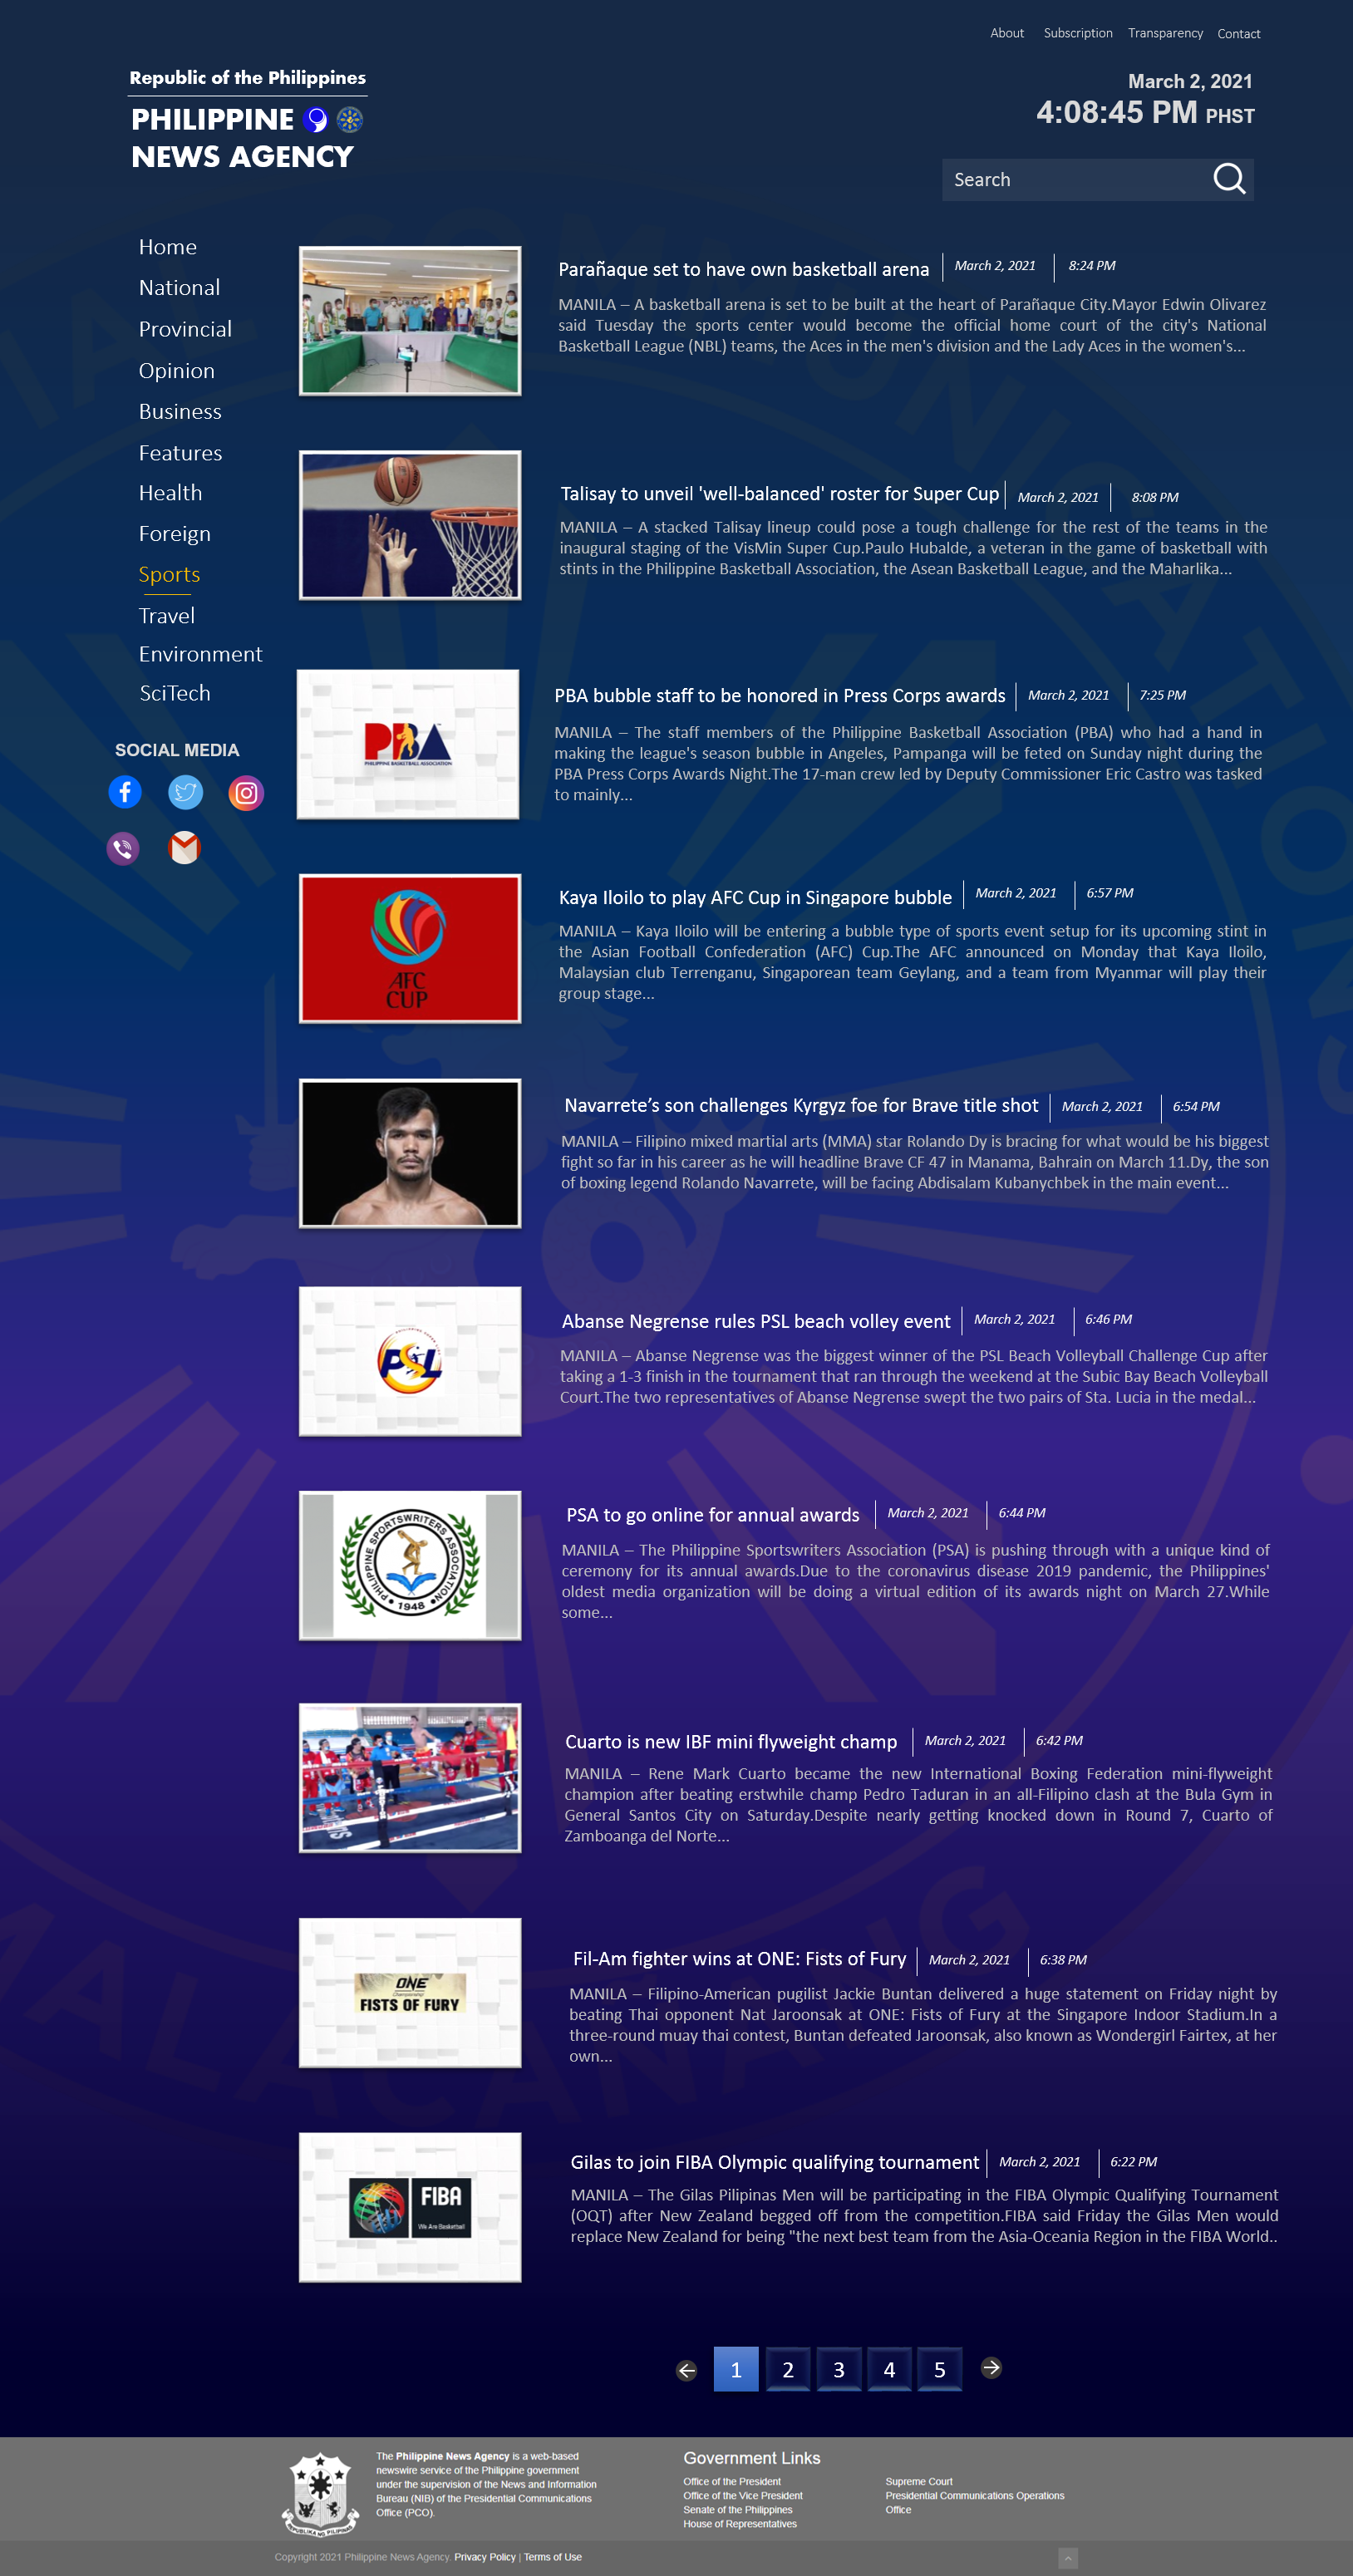 About Subscription Transparency Contact
Republic of the Philippines
PHILIPPINE
NEWS AGENCY
March 2, 2021
4:08:45 PM PHST
Search
Home
National
Provincial
Opinion
Business
Features
Health
Foreign
Sports
Travel
Environment
SciTech
SOCIAL MEDIA
Parañaque set to have own basketball arena March 2, 2021 8:24 PM
MANILA – A basketball arena is set to be built at the heart of Parañaque City.Mayor Edwin Olivarez
said Tuesday the sports center would become the official home court of the city's National
Basketball League (NBL) teams, the Aces in the men's division and the Lady Aces in the women's...
Talisay to unveil 'well-balanced' roster for Super Cup March 2, 2021 8:08 PM
MANILA – A stacked Talisay lineup could pose a tough challenge for the rest of the teams in the
inaugural staging of the VisMin Super Cup.Paulo Hubalde, a veteran in the game of basketball with
stints in the Philippine Basketball Association, the Asean Basketball League, and the Maharlika...
PBA
PHILIPPINE BASKETBALL ASSOCIATION
PBA bubble staff to be honored in Press Corps awards March 2, 2021 7:25 PM
MANILA – The staff members of the Philippine Basketball Association (PBA) who had a hand in
making the league's season bubble in Angeles, Pampanga will be feted on Sunday night during the
PBA Press Corps Awards Night.The 17-man crew led by Deputy Commissioner Eric Castro was tasked
to mainly...
AFC
CUP
Kaya Iloilo to play AFC Cup in Singapore bubble March 2, 2021 6:57 PM
MANILA – Kaya Iloilo will be entering a bubble type of sports event setup for its upcoming stint in
the Asian Football Confederation (AFC) Cup.The AFC announced on Monday that Kaya Iloilo,
Malaysian club Terrenganu, Singaporean team Geylang, and a team from Myanmar will play their
group stage...
Navarrete’s son challenges Kyrgyz foe for Brave title shot March 2, 2021 6:54 PM
MANILA – Filipino mixed martial arts (MMA) star Rolando Dy is bracing for what would be his biggest
fight so far in his career as he will headline Brave CF 47 in Manama, Bahrain on March 11.Dy, the son
of boxing legend Rolando Navarrete, will be facing Abdisalam Kubanychbek in the main event...
PSL
Abanse Negrense rules PSL beach volley event March 2, 2021 6:46 PM
MANILA – Abanse Negrense was the biggest winner of the PSL Beach Volleyball Challenge Cup after
taking a 1-3 finish in the tournament that ran through the weekend at the Subic Bay Beach Volleyball
Court.The two representatives of Abanse Negrense swept the two pairs of Sta. Lucia in the medal...
PHILIPPINE SPORTSWRITERS ASSOCIATION
1948
PSA to go online for annual awards March 2, 2021 6:44 PM
MANILA – The Philippine Sportswriters Association (PSA) is pushing through with a unique kind of
ceremony for its annual awards.Due to the coronavirus disease 2019 pandemic, the Philippines'
oldest media organization will be doing a virtual edition of its awards night on March 27.While
some...
Cuarto is new IBF mini flyweight champ March 2, 2021 6:42 PM
MANILA – Rene Mark Cuarto became the new International Boxing Federation mini-flyweight
champion after beating erstwhile champ Pedro Taduran in an all-Filipino clash at the Bula Gym in
General Santos City on Saturday.Despite nearly getting knocked down in Round 7, Cuarto of
Zamboanga del Norte...
ONE
Championship
FISTS OF FURY
Fil-Am fighter wins at ONE: Fists of Fury March 2, 2021 6:38 PM
MANILA – Filipino-American pugilist Jackie Buntan delivered a huge statement on Friday night by
beating Thai opponent Nat Jaroonsak at ONE: Fists of Fury at the Singapore Indoor Stadium.In a
three-round muay thai contest, Buntan defeated Jaroonsak, also known as Wondergirl Fairtex, at her
own...
FIBA
We Are Basketball
Gilas to join FIBA Olympic qualifying tournament March 2, 2021 6:22 PM
MANILA – The Gilas Pilipinas Men will be participating in the FIBA Olympic Qualifying Tournament
(OQT) after New Zealand begged off from the competition.FIBA said Friday the Gilas Men would
replace New Zealand for being "the next best team from the Asia-Oceania Region in the FIBA World..
1 2 3 4 5
REPUBLIKA NG PILIPINAS
The Philippine News Agency is a web-based
newswire service of the Philippine government
under the supervision of the News and Information
Bureau (NIB) of the Presidential Communications
Office (PCO).
Government Links
Office of the President
Office of the Vice President
Senate of the Philippines
House of Representatives
Supreme Court
Presidential Communications Operations
Office
Copyright 2021 Philippine News Agency. Privacy Policy | Terms of Use